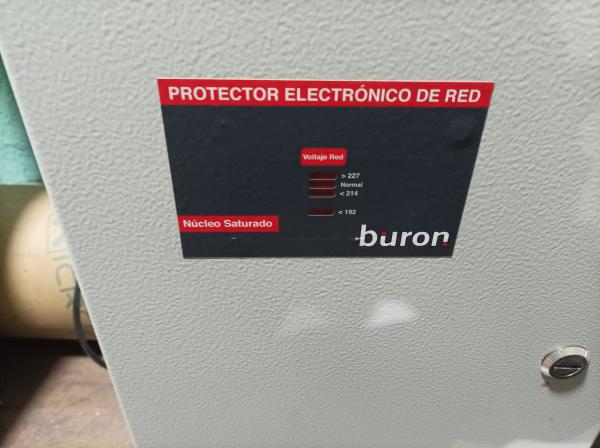 PROTECTOR ELECTRÓNICO DE RED
Voltaje Red
> 227
Normal
< 214
< 192
Núcleo Saturado
buron